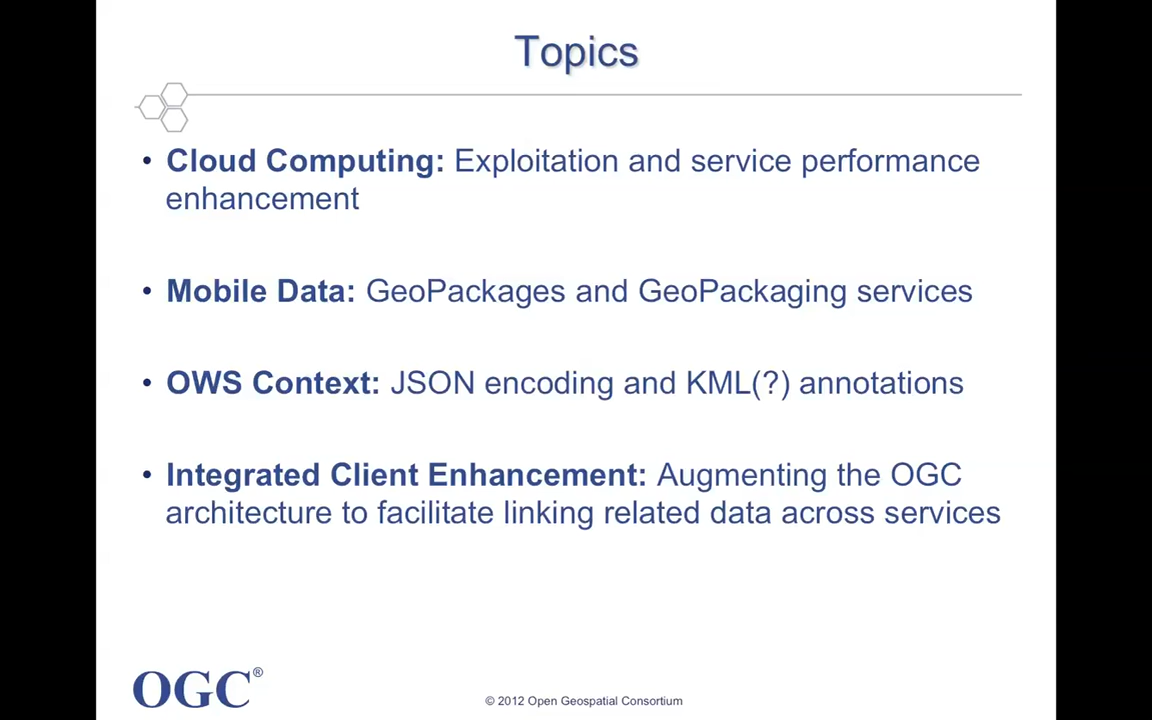 Topics
• Cloud Computing: Exploitation and service performance
enhancement
• Mobile Data: GeoPackages and GeoPackaging services
• OWS Context: JSON encoding and KML(?) annotations
• Integrated Client Enhancement: Augmenting the OGC
architecture to facilitate linking related data across services
OGC®
© 2012 Open Geospatial Consortium